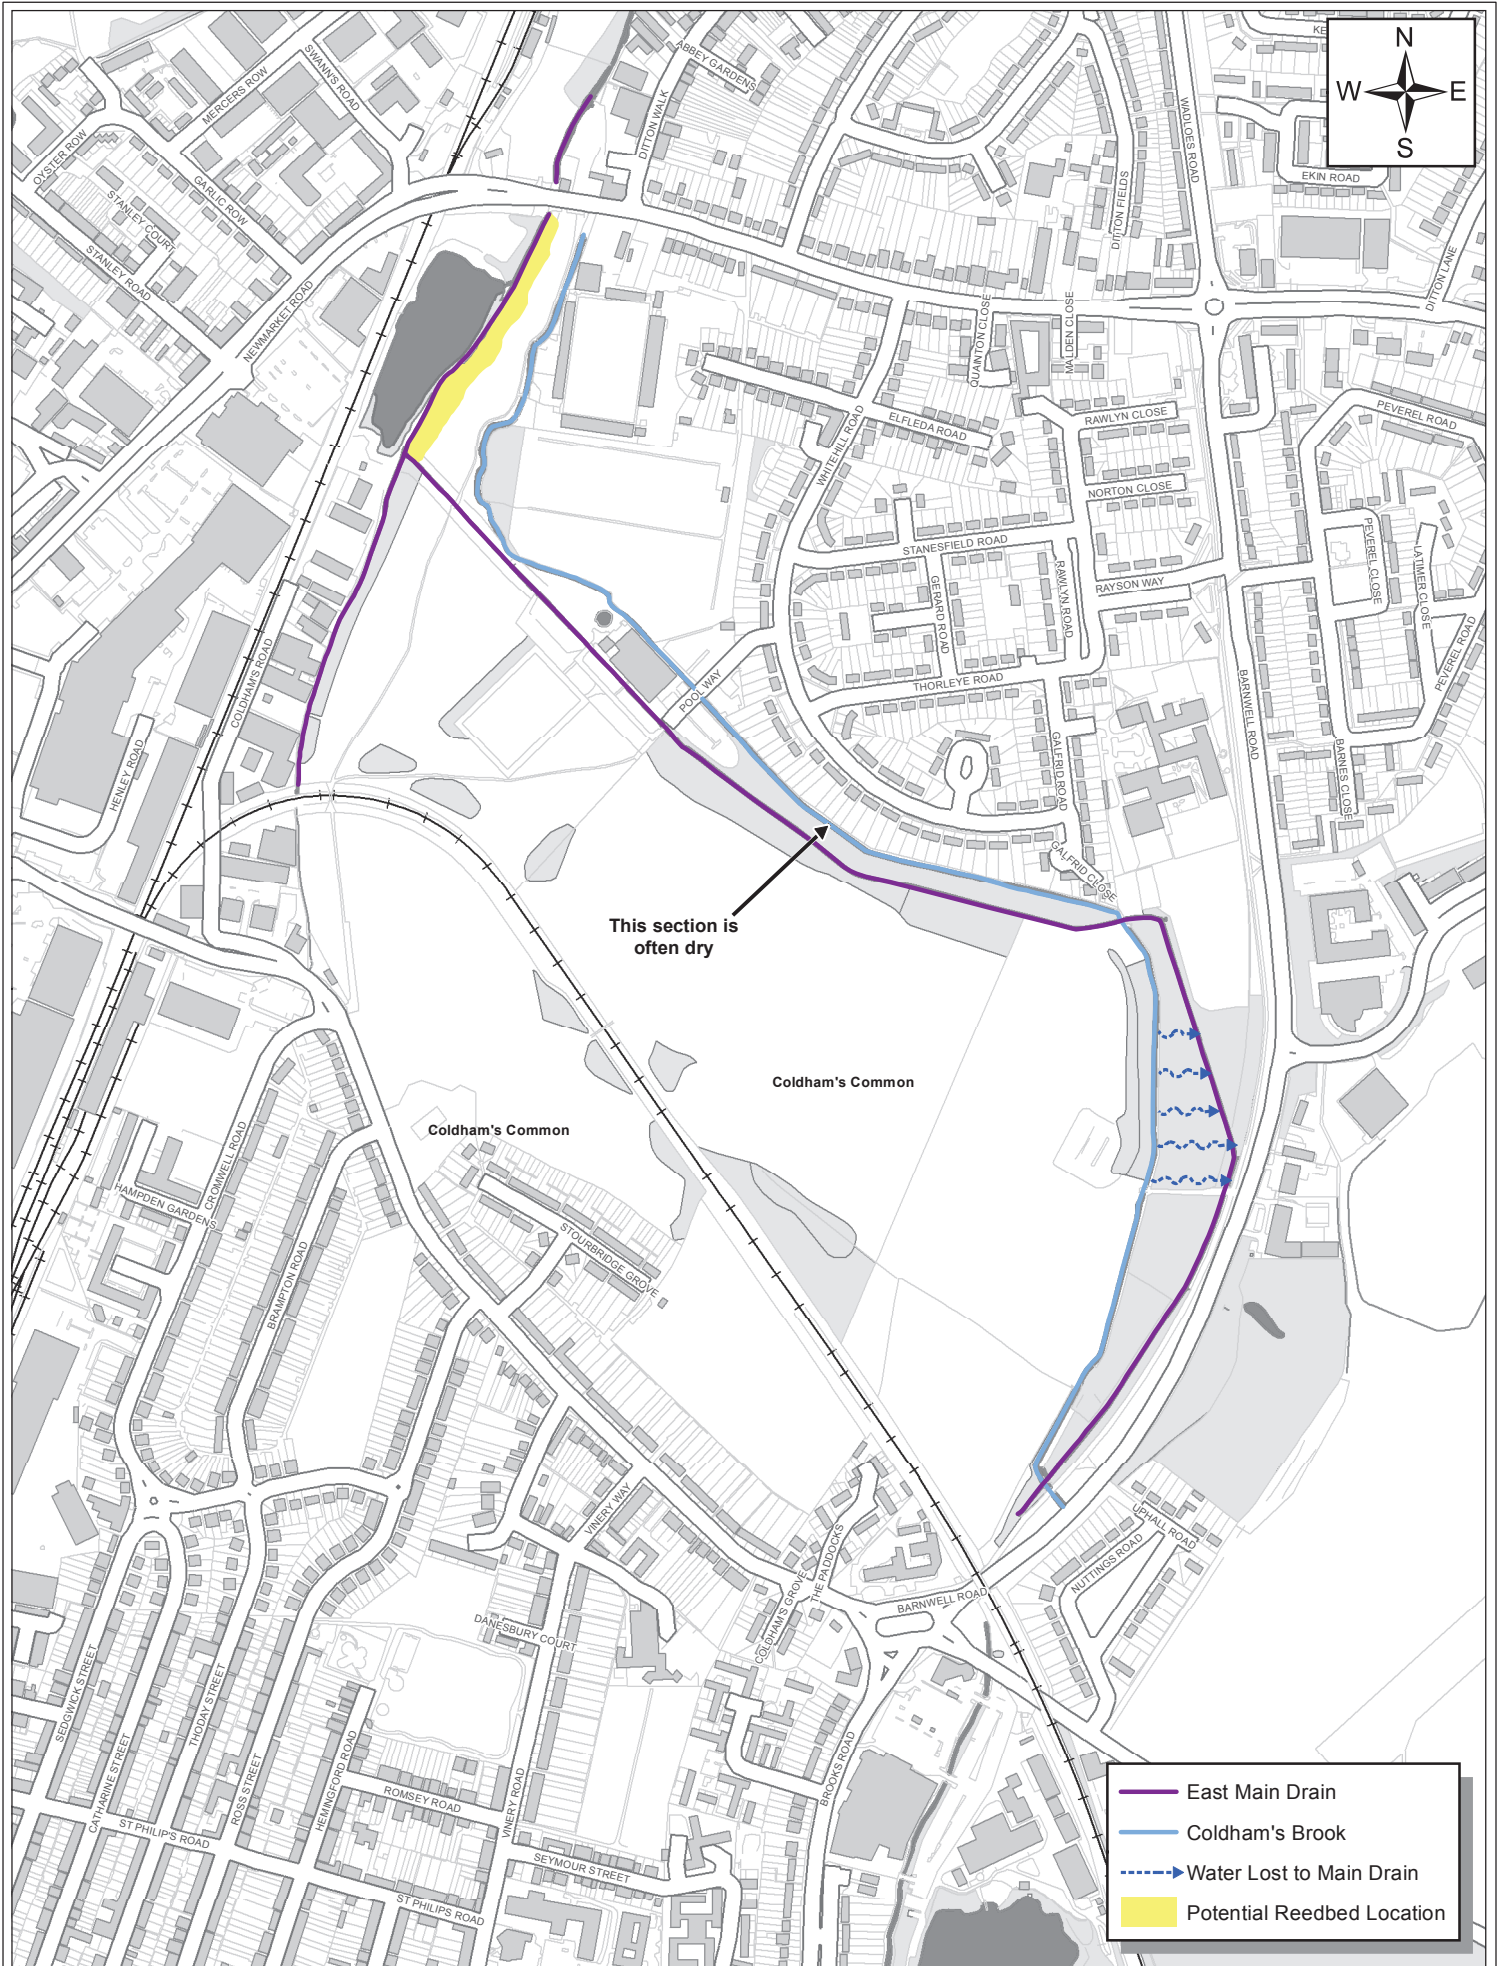 N
W E
S
KE
ABBEY GARDENS
SWANN'S ROAD
MERCERS ROW
OYSTER ROW
GARLIC ROW
STANLEY COURT
STANLEY ROAD
DITTON WALK
WADLOES ROAD
EKIN ROAD
DITTON FIELDS
DITTON LANE
NEWMARKET ROAD
QUAINTON CLOSE
MALDEN CLOSE
ELFLEDA ROAD
WHITEHILL ROAD
RAWLYN CLOSE
PEVEREL ROAD
NORTON CLOSE
STANESFIELD ROAD
GERARD ROAD
RAWLYN ROAD
RAYSON WAY
PEVEREL CLOSE
LATIMER CLOSE
PEVEREL ROAD
THORLEYE ROAD
POOL WAY
COLDHAM'S ROAD
HENLEY ROAD
GALFRID ROAD
BARNWELL ROAD
BARNES CLOSE
GALFRID CLOSE
This section is
often dry
Coldham's Common
Coldham's Common
CROMWELL ROAD
HAMPDEN GARDENS
BRAMPTON ROAD
STOURBRIDGE GROVE
VINERY WAY
THE PADDOCKS
COLDHAM'S GROVE
BARNWELL ROAD
UPHALL ROAD
NUTTINGS ROAD
DANESBURY COURT
SEDGWICK STREET
CATHARINE STREET
THODAY STREET
ROSS STREET
HEMINGFORD ROAD
ROMSEY ROAD
VINERY ROAD
BROOKS ROAD
ST PHILIP'S ROAD
SEYMOUR STREET
ST PHILIPS ROAD
East Main Drain
Coldham's Brook
Water Lost to Main Drain
Potential Reedbed Location